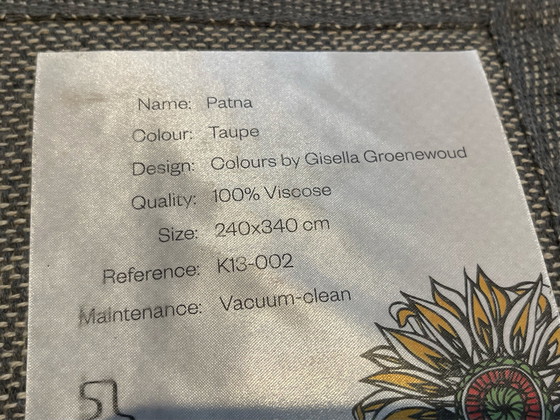 Name: Patna
Colour: Taupe
Design: Colours by Gisella Groenewoud
Quality: 100% Viscose
Size: 240x340 cm
Reference: K13-002
Maintenance: Vacuum-clean